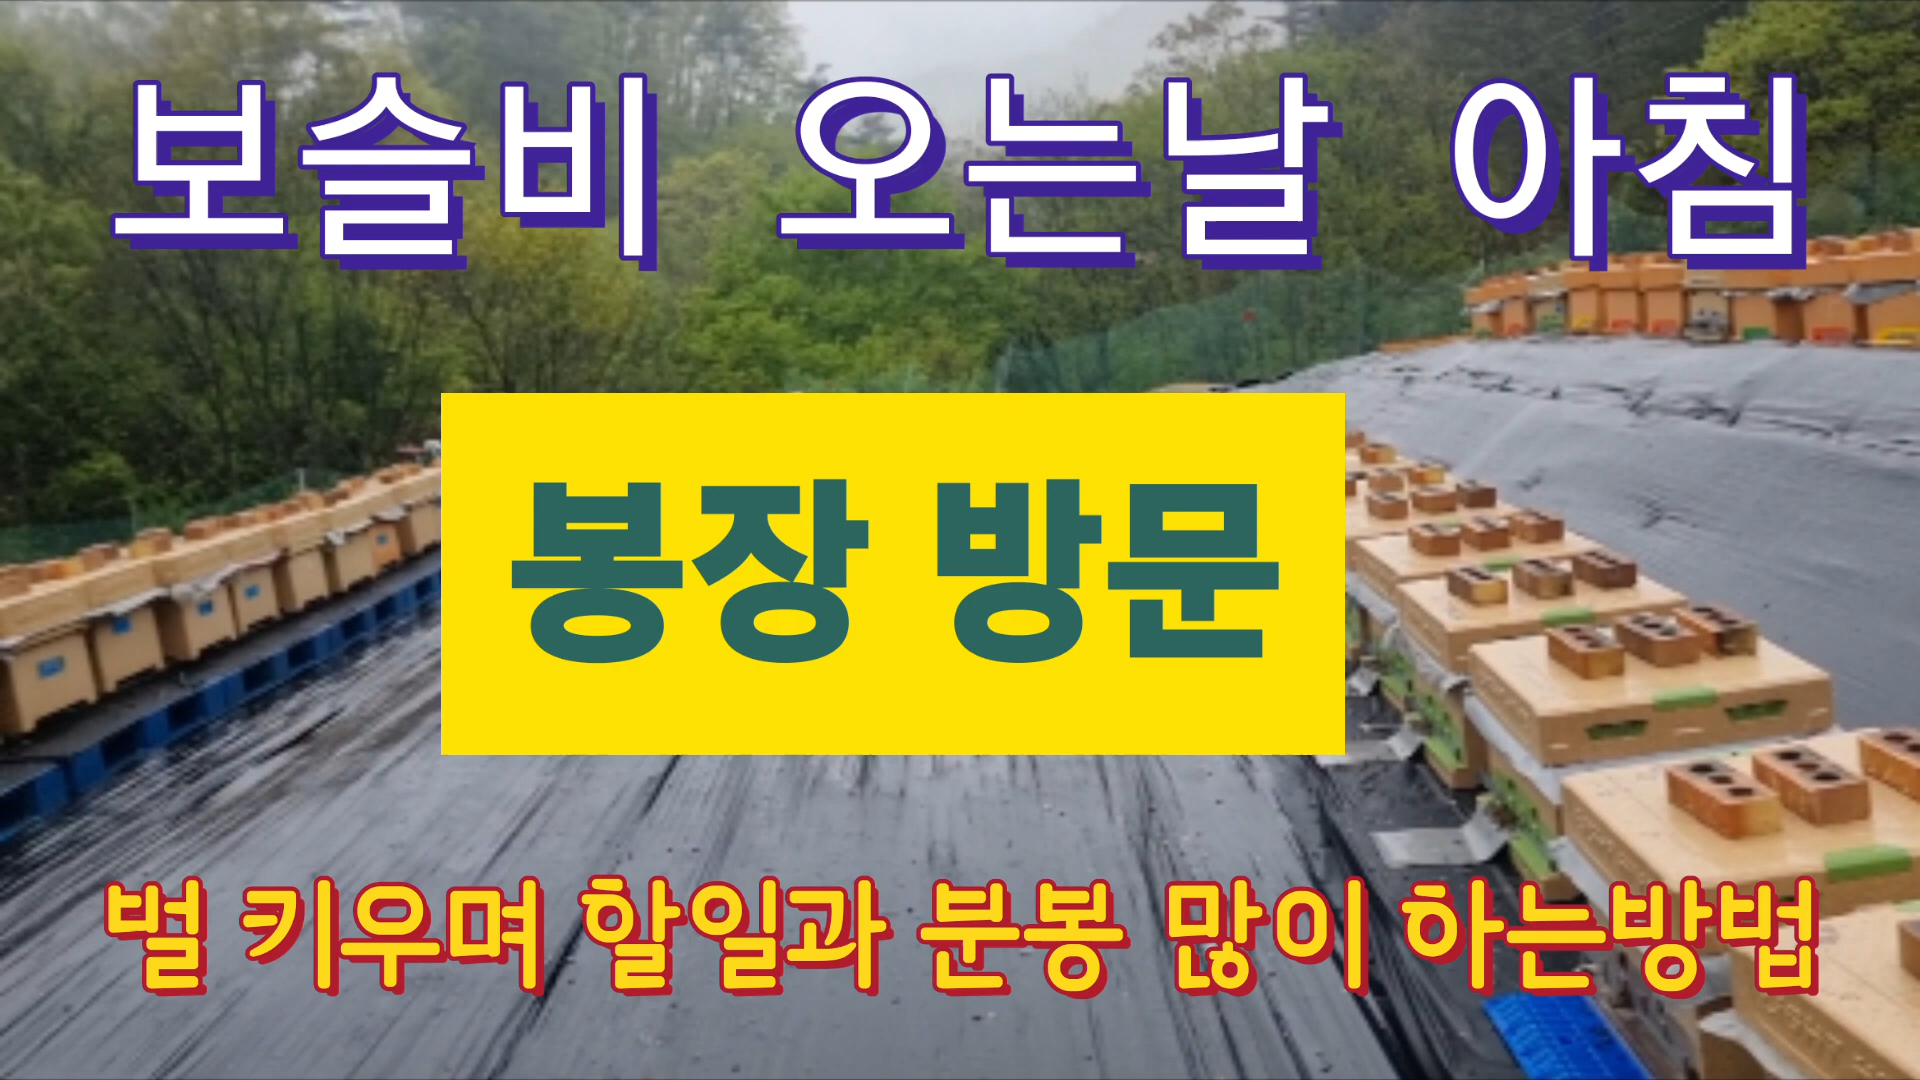 보슬비 오는날 아침
봉장 방문
벌 키우며 할일과 분봉 많이 하는방법